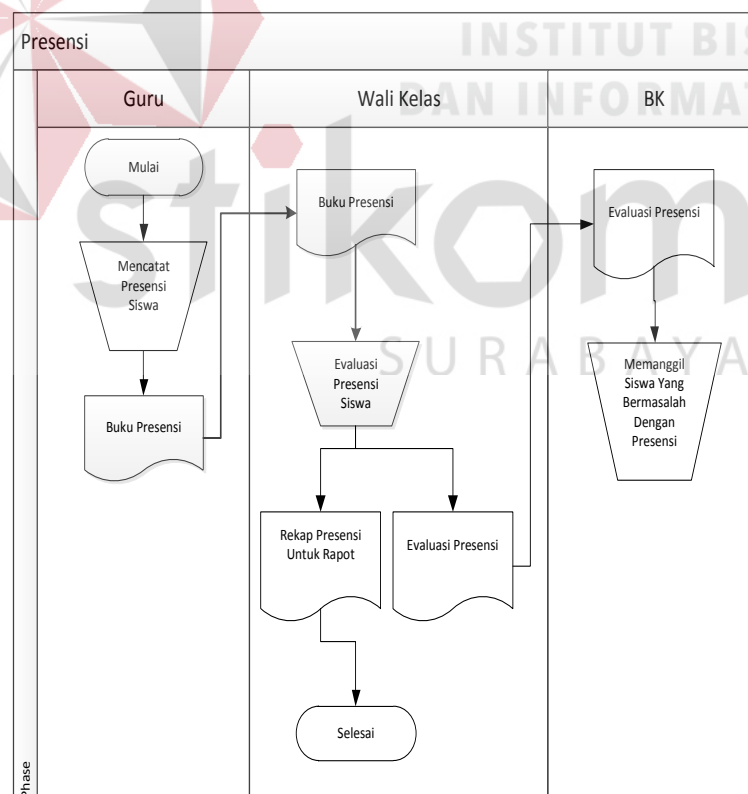 Presensi
Guru
Wali Kelas
BK
Mulai
Mencatat
Presensi
Siswa
Buku Presensi
Buku Presensi
Evaluasi
Presensi
Siswa
Rekap Presensi
Untuk Rapot
Evaluasi Presensi
Selesai
Evaluasi Presensi
Memanggil
Siswa Yang
Bermasalah
Dengan
Presensi
Phase
INSTITUT BIS
DAN INFORMAT
stikom
SURABAYA